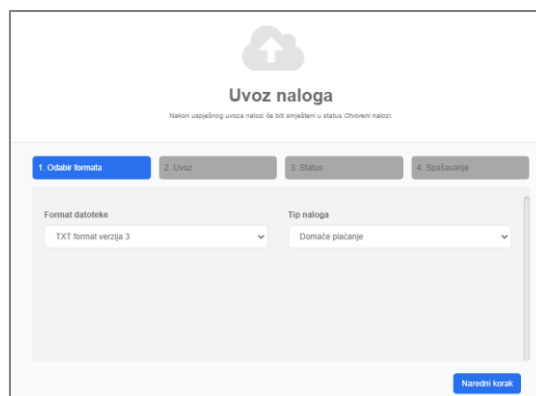 Uvoz naloga
Nakon uspješnog uvoza nalozi će biti smješteni u status Otvoreni nalozi.
1. Odabir formata
2. Uvoz
3. Status
4. Spašavanje
Format datoteke
Tip naloga
TXT format verzija 3
Domaće plaćanje
Naredni korak